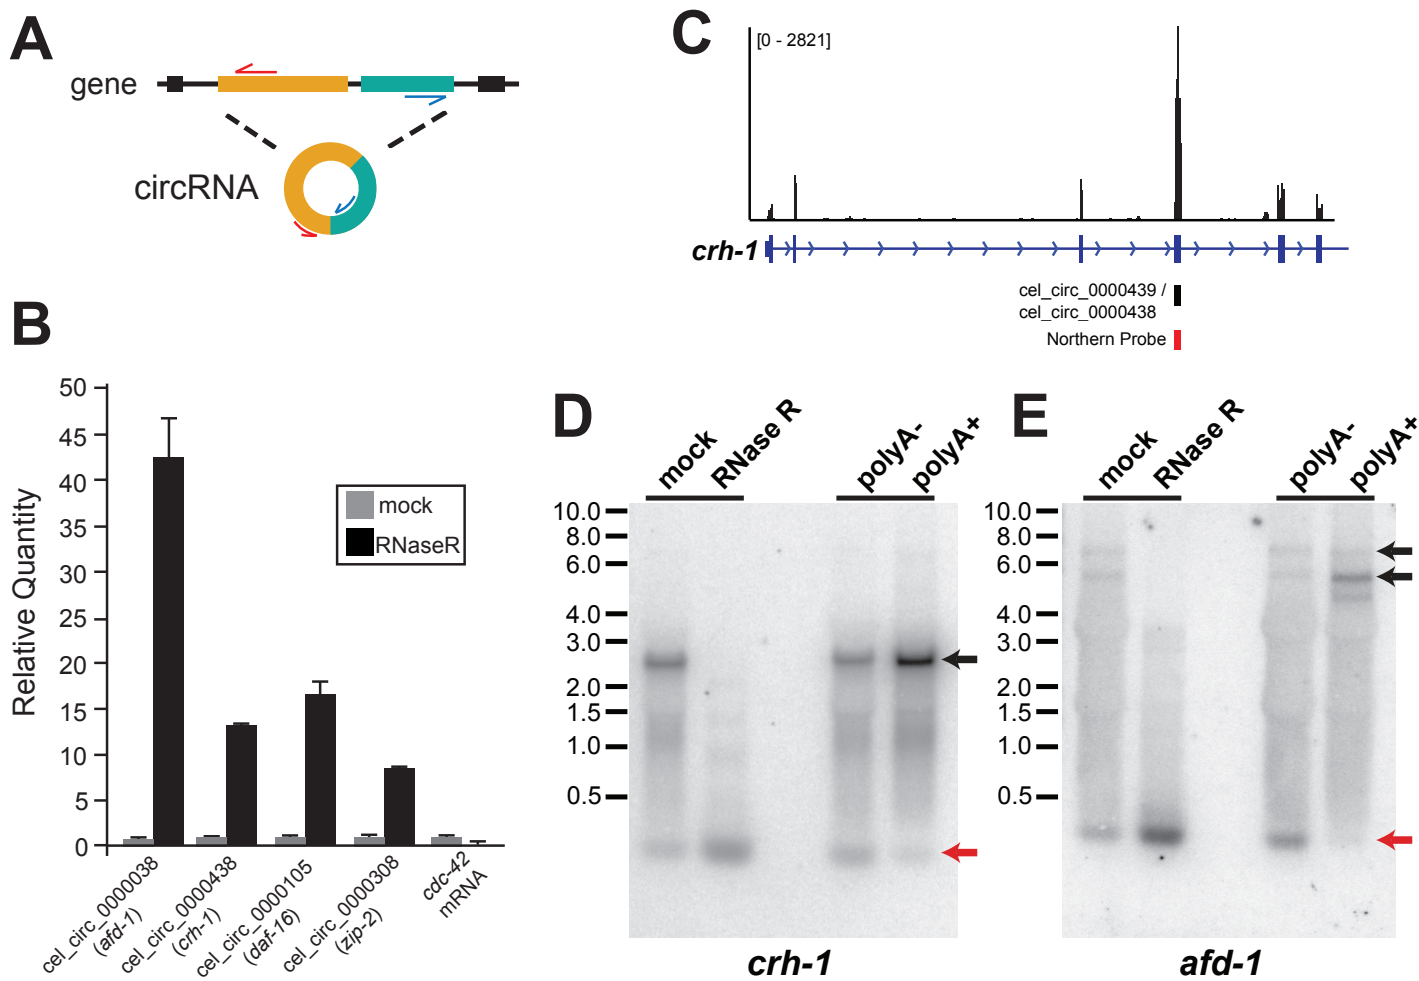 A
gene
circRNA
B
Relative Quantity
50
45
40
35
30
25
20
15
10
5
0
mock
RNaseR
cel_circ_0000038
(afd-1)
cel_circ_0000438
(crh-1)
cel_circ_0000105
(daf-16)
cel_circ_0000308
(zip-2)
cdc-42
mRNA
C
[0 - 2821]
crh-1
cel_circ_0000439 /
cel_circ_0000438
Northern Probe
D
mock
RNase R
polyA-
polyA+
10.0
8.0
6.0
4.0
3.0
2.0
1.5
1.0
0.5
crh-1
E
mock
RNase R
polyA-
polyA+
10.0
8.0
6.0
4.0
3.0
2.0
1.5
1.0
0.5
afd-1